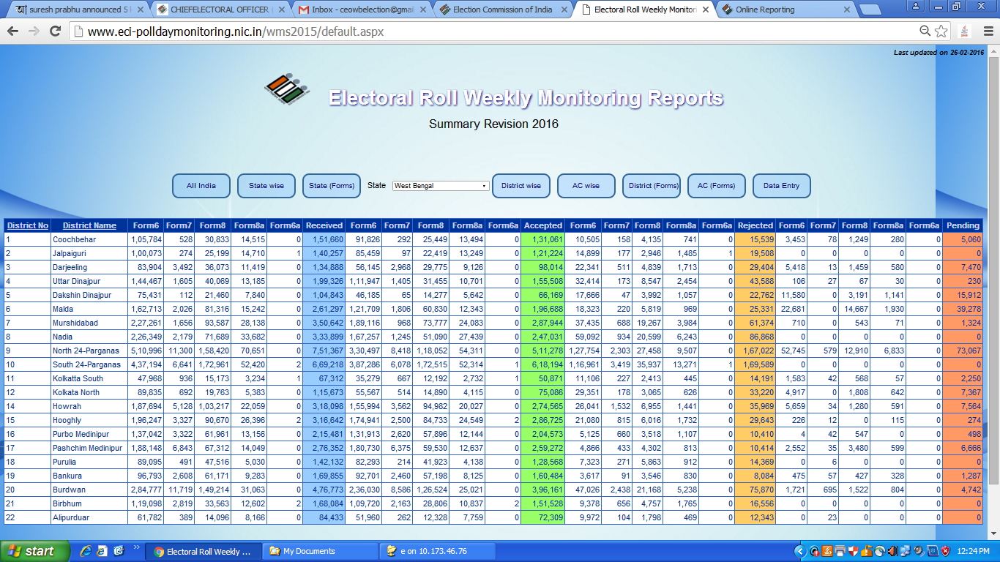 আ suresh prabhu announced 5
CHIEFELECTORAL OFFICER
Inbox - ceowbelection@gmai
Election Commission of India
Electoral Roll Weekly Monitor
Online Reporting
www.eci-polldaymonitoring.nic.in/wms2015/default.aspx
Last updated on 26-02-2016
Electoral Roll Weekly Monitoring Reports
Summary Revision 2016
All India State wise State (Forms) State West Bengal District wise AC wise District (Forms) AC (Forms) Data Entry
District No District Name Form6 Form7 Form8 Form8a Form6a Received Form6 Form7 Form8 Form8a Form6a Accepted Form6 Form7 Form8 Form8a Form6a Rejected Form6 Form7 Form8 Form8a Form6a Pending
1 Coochbehar 1,05,784 528 30,833 14,515 0 1,51,660 91,826 292 25,449 13,494 0 1,31,061 10,505 158 4,135 741 0 15,539 3,453 78 1,249 280 0 5,060
2 Jalpaiguri 1,00,073 274 25,199 14,710 1 1,40,257 85,459 97 22,419 13,249 0 1,21,224 14,899 177 2,946 1,485 1 19,508 0 0 0 0 0 0
3 Darjeeling 83,904 3,492 36,073 11,419 0 1,34,888 56,145 2,968 29,775 9,126 0 98,014 22,341 511 4,839 1,713 0 29,404 5,418 13 1,459 580 0 7,470
4 Uttar Dinajpur 1,44,467 1,605 40,069 13,185 0 1,99,326 1,11,947 1,405 31,455 10,701 0 1,55,508 32,414 173 8,547 2,454 0 43,588 106 27 67 30 0 230
5 Dakshin Dinajpur 75,431 112 21,460 7,840 0 1,04,843 46,185 65 14,277 5,642 0 66,169 17,666 47 3,992 1,057 0 22,762 11,580 0 3,191 1,141 0 15,912
6 Malda 1,62,713 2,026 81,316 15,242 0 2,61,297 1,21,709 1,806 60,830 12,343 0 1,96,688 18,323 220 5,819 969 0 25,331 22,681 0 14,667 1,930 0 39,278
7 Murshidabad 2,27,261 1,656 93,587 28,138 0 3,50,642 1,89,116 968 73,777 24,083 0 2,87,944 37,435 688 19,267 3,984 0 61,374 710 0 543 71 0 1,324
8 Nadia 2,26,349 2,179 71,689 33,682 0 3,33,899 1,67,257 1,245 51,090 27,439 0 2,47,031 59,092 934 20,599 6,243 0 86,868 0 0 0 0 0 0
9 North 24-Parganas 5,10,996 11,300 1,58,420 70,651 0 7,51,367 3,30,497 8,418 1,18,052 54,311 0 5,11,278 1,27,754 2,303 27,458 9,507 0 1,67,022 52,745 579 12,910 6,833 0 73,067
10 South 24-Parganas 4,37,194 6,641 1,72,961 52,420 2 6,69,218 3,87,286 6,078 1,72,515 52,314 1 6,18,194 1,16,961 3,419 35,937 13,271 1 1,69,589 0 0 0 0 0 0
11 Kolkatta South 47,968 936 15,173 3,234 1 67,312 35,279 667 12,192 2,732 1 50,871 11,106 227 2,413 445 0 14,191 1,583 42 568 57 0 2,250
12 Kolkata North 89,835 692 19,763 5,383 0 1,15,673 55,567 514 14,890 4,115 0 75,086 29,351 178 3,065 626 0 33,220 4,917 0 1,808 642 0 7,367
14 Howrah 1,87,694 5,128 1,03,217 22,059 0 3,18,098 1,55,994 3,562 94,982 20,027 0 2,74,565 26,041 1,532 6,955 1,441 0 35,969 5,659 34 1,280 591 0 7,564
15 Hooghly 1,96,247 3,327 90,670 26,396 2 3,16,642 1,74,941 2,500 84,733 24,549 2 2,86,725 21,080 815 6,016 1,732 0 29,643 226 12 0 115 0 274
16 Purbo Medinipur 1,37,042 3,322 61,961 13,156 0 2,15,481 1,31,913 2,620 57,896 12,144 0 2,04,573 5,125 660 3,518 1,107 0 10,410 4 42 547 0 0 498
17 Pashchim Medinipur 1,88,148 6,843 67,312 14,049 0 2,76,352 1,80,730 6,375 59,530 12,637 0 2,59,272 4,866 433 4,302 813 0 10,414 2,552 35 3,480 599 0 6,666
18 Purulia 89,095 491 47,516 5,030 0 1,42,132 82,293 214 41,923 4,138 0 1,28,568 7,323 271 5,863 912 0 14,369 0 6 0 0 0 0
19 Bankura 96,793 2,608 61,171 9,283 0 1,69,855 92,701 2,460 57,198 8,125 0 1,60,484 3,617 91 3,546 830 0 8,084 475 57 427 328 0 1,287
20 Burdwan 2,84,777 11,719 1,49,214 31,063 0 4,76,773 2,36,030 8,586 1,26,524 25,021 0 3,96,161 47,026 2,438 21,168 5,238 0 75,870 1,721 695 1,522 804 0 4,742
21 Birbhum 1,19,098 2,819 33,563 12,602 2 1,68,084 1,09,720 2,163 28,806 10,837 2 1,51,528 9,378 656 4,757 1,765 0 16,556 0 0 0 0 0 0
22 Alipurduar 61,782 389 14,096 8,166 0 84,433 51,960 262 12,328 7,759 0 72,309 9,972 104 1,798 469 0 12,343 0 23 0 0 0 0
start Electoral Roll Weekly ... My Documents e on 10.173.46.76 12:24 PM